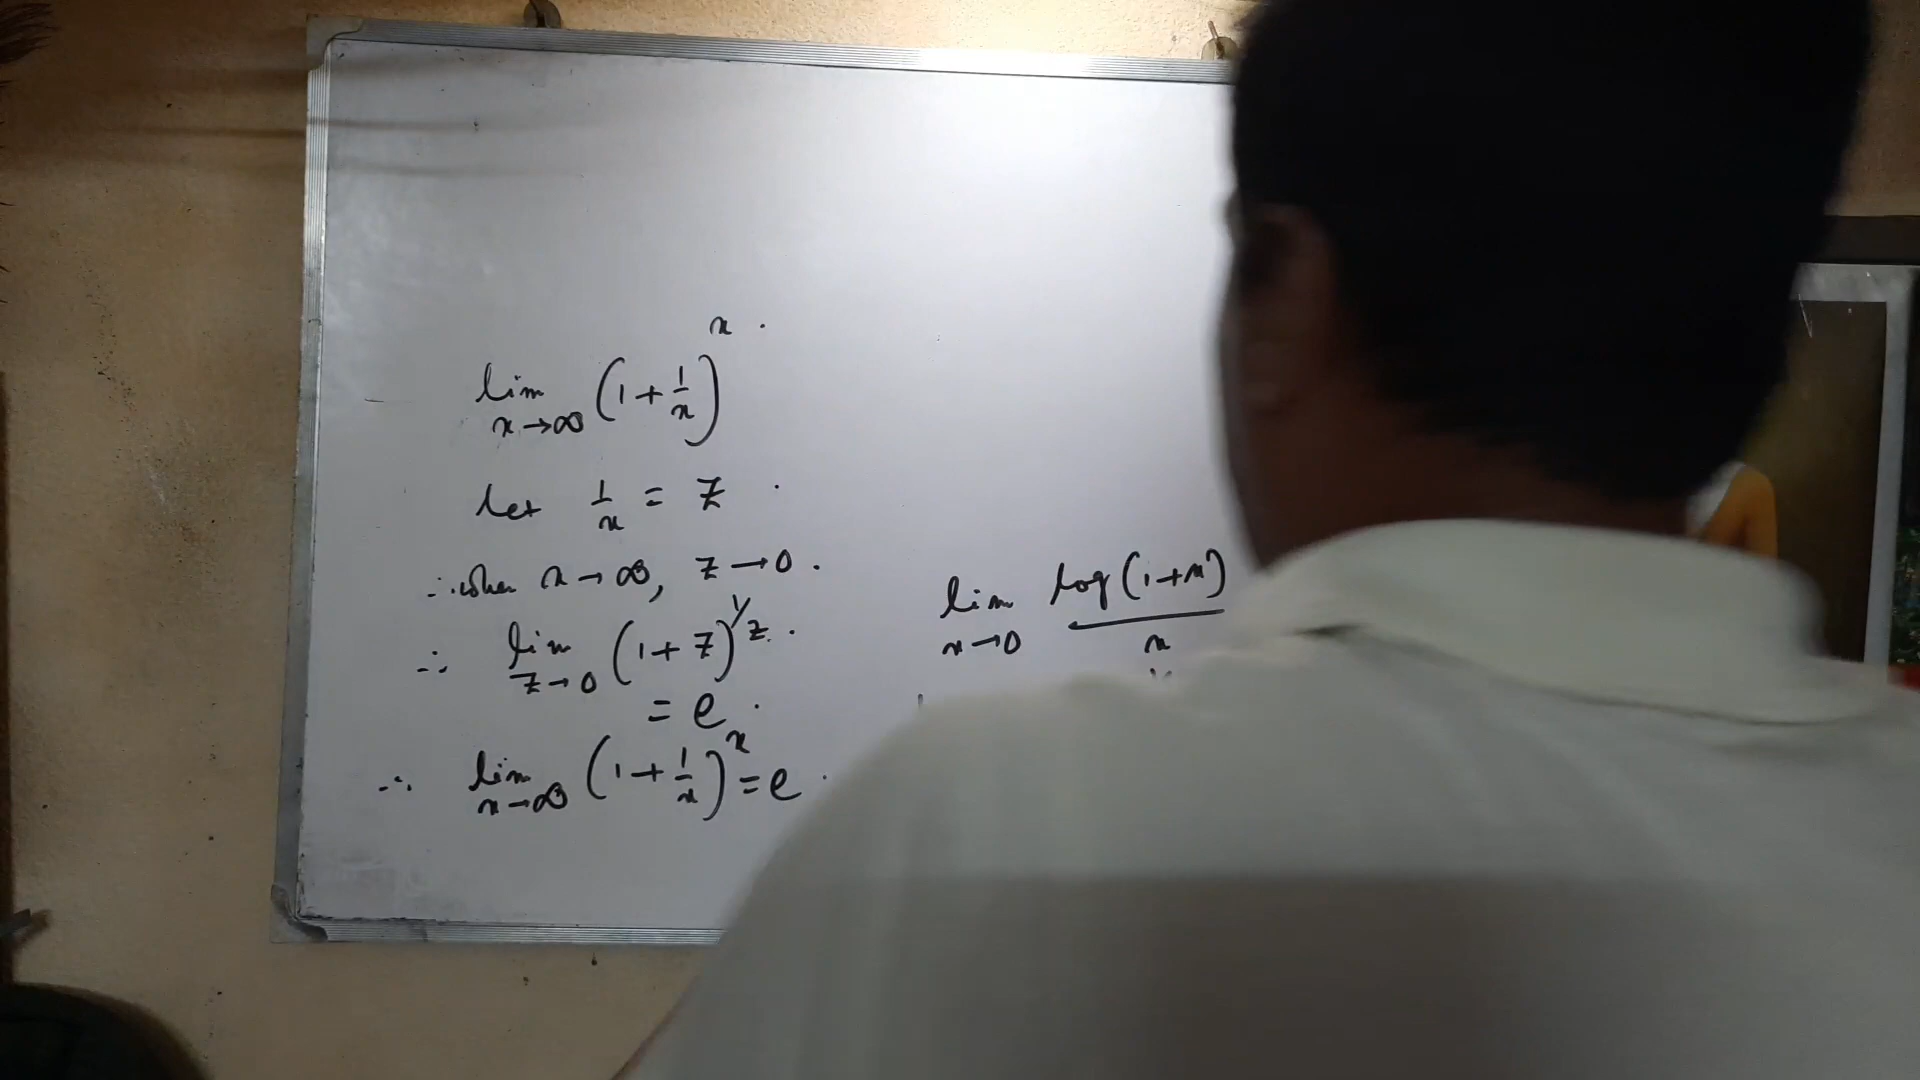 lim x→∞ (1 + 1/x)^x .
Let 1/x = z .
∴ when x → ∞, z → 0 .
∴ lim z→0 (1 + z)^1/z .
= e .
∴ lim x→∞ (1 + 1/x)^x = e .
lim x→0 log(1+x)/x